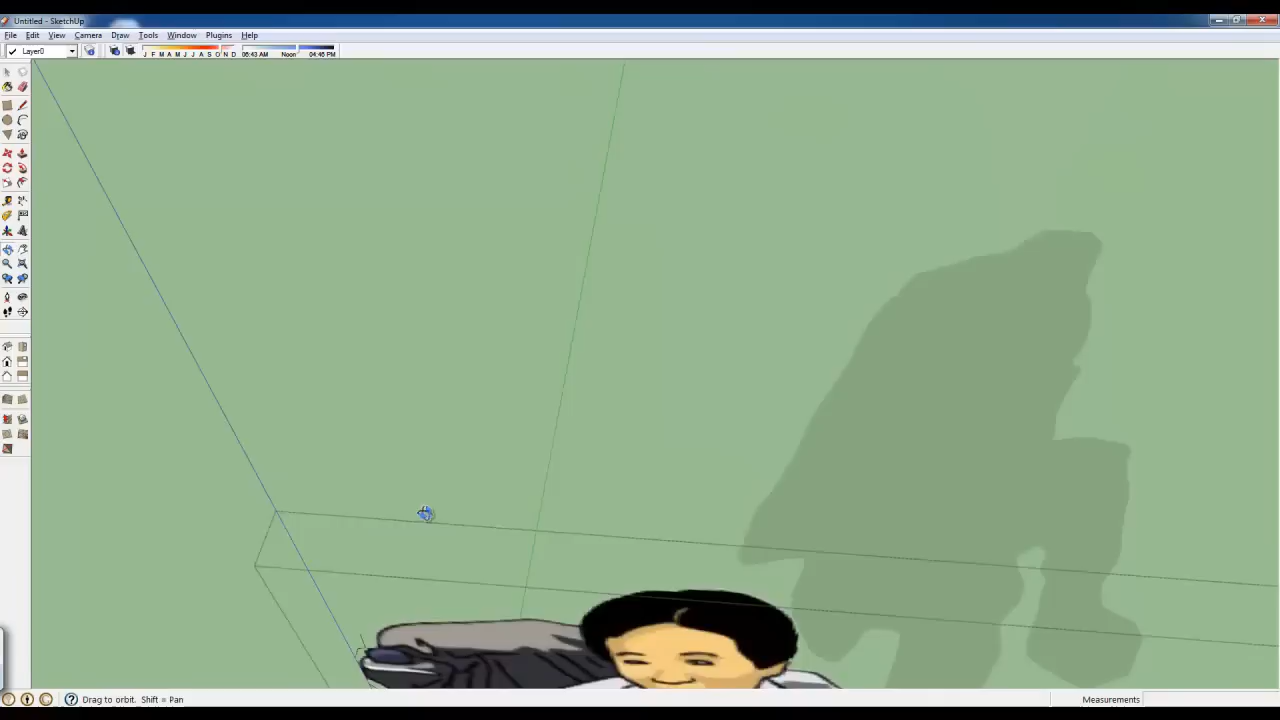 Untitled - SketchUp
File Edit View Camera Draw Tools Window Plugins Help
Layer0
J F M A M J J A S O N D 06:43 AM Noon 04:46 PM
Drag to orbit. Shift = Pan
Measurements